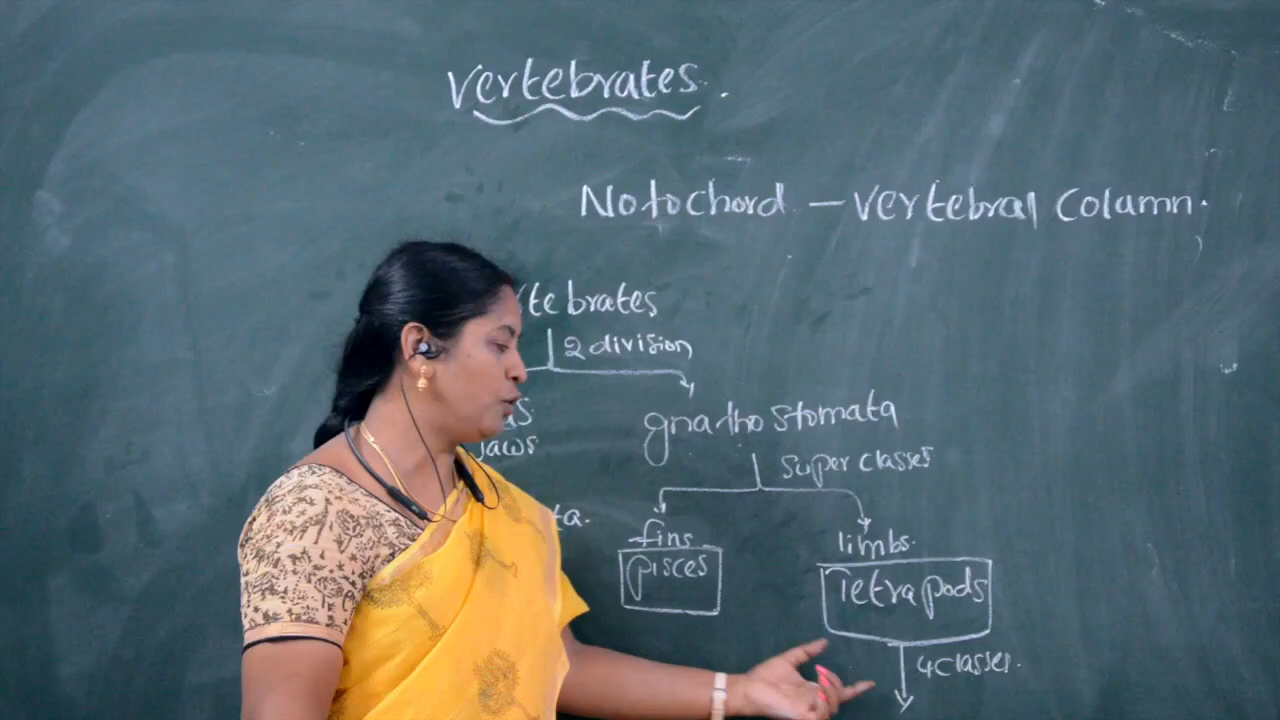 Vertebrates.
Notochord - Vertebral Column.
tebrates
2 division
gnathostomata
Super classes
Jaws
ta.
fins
limbs.
Pisces
Tetrapods
4 classes.